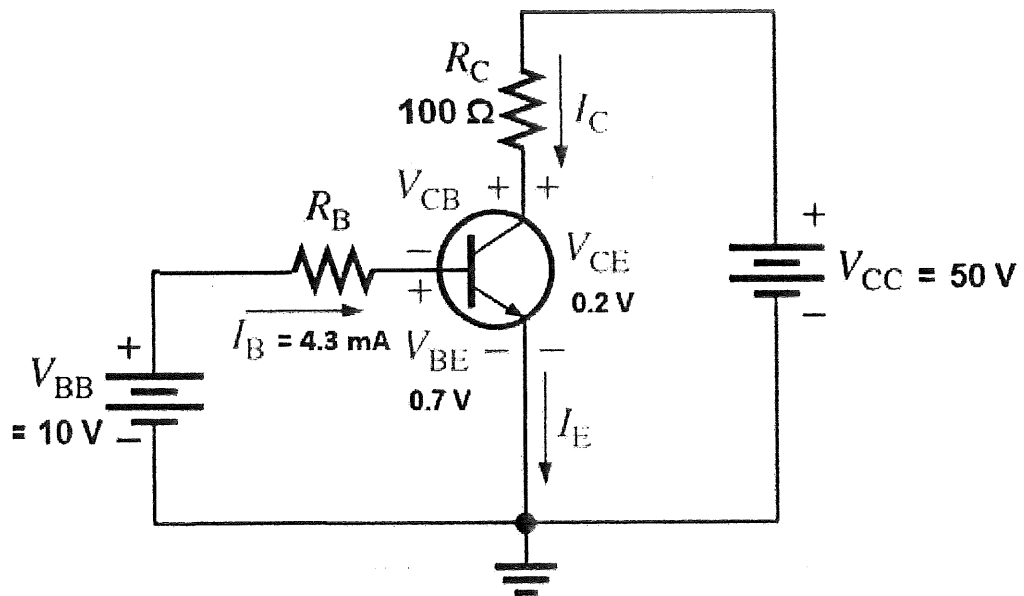 R_C
100 Ω
I_C
V_CB + +
R_B
−
+
V_CE
0.2 V
+
V_CC = 50 V
−
I_B = 4.3 mA
V_BE − −
0.7 V
+
V_BB
= 10 V
−
I_E